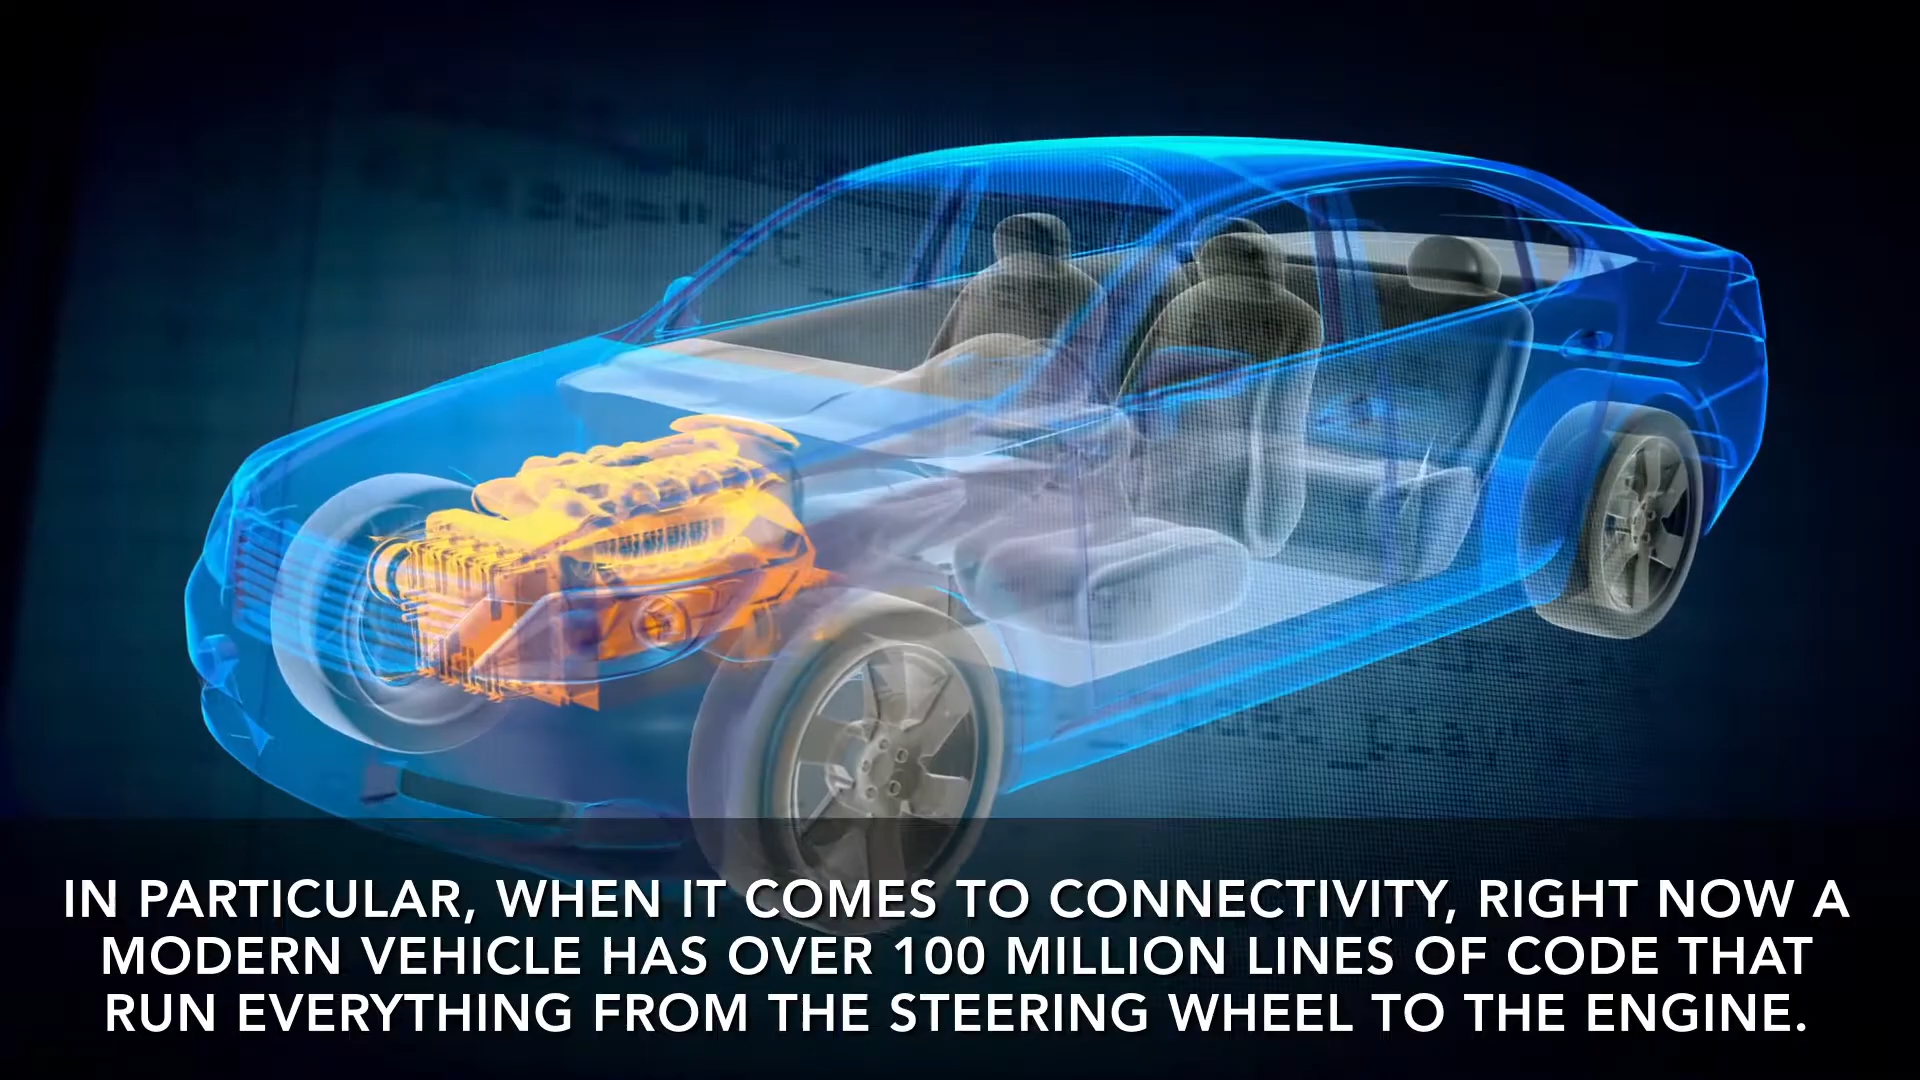 IN PARTICULAR, WHEN IT COMES TO CONNECTIVITY, RIGHT NOW A
MODERN VEHICLE HAS OVER 100 MILLION LINES OF CODE THAT
RUN EVERYTHING FROM THE STEERING WHEEL TO THE ENGINE.